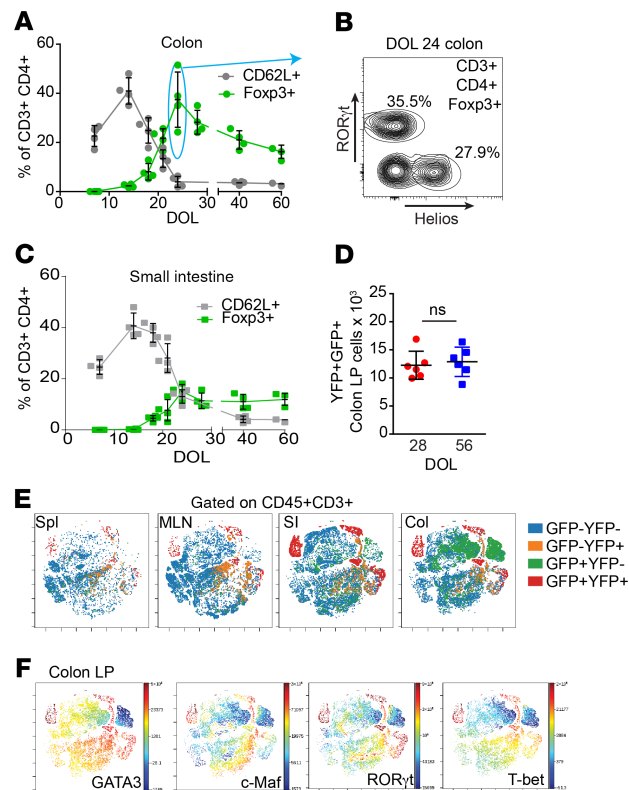 A
Colon
60
40
20
0
% of CD3+ CD4+
CD62L+
Foxp3+
0 10 20 30 40 60
DOL
B
DOL 24 colon
CD3+
CD4+
Foxp3+
35.5%
27.9%
RORγt
Helios
C
Small intestine
60
40
20
0
% of CD3+ CD4+
CD62L+
Foxp3+
0 10 20 30 40 60
DOL
D
25
20
15
10
5
0
YFP+GFP+
Colon LP cells x 10³
ns
28 56
DOL
E
Gated on CD45+CD3+
Spl MLN SI Col
GFP-YFP-
GFP-YFP+
GFP+YFP-
GFP+YFP+
F
Colon LP
GATA3
c-Maf
RORγt
T-bet